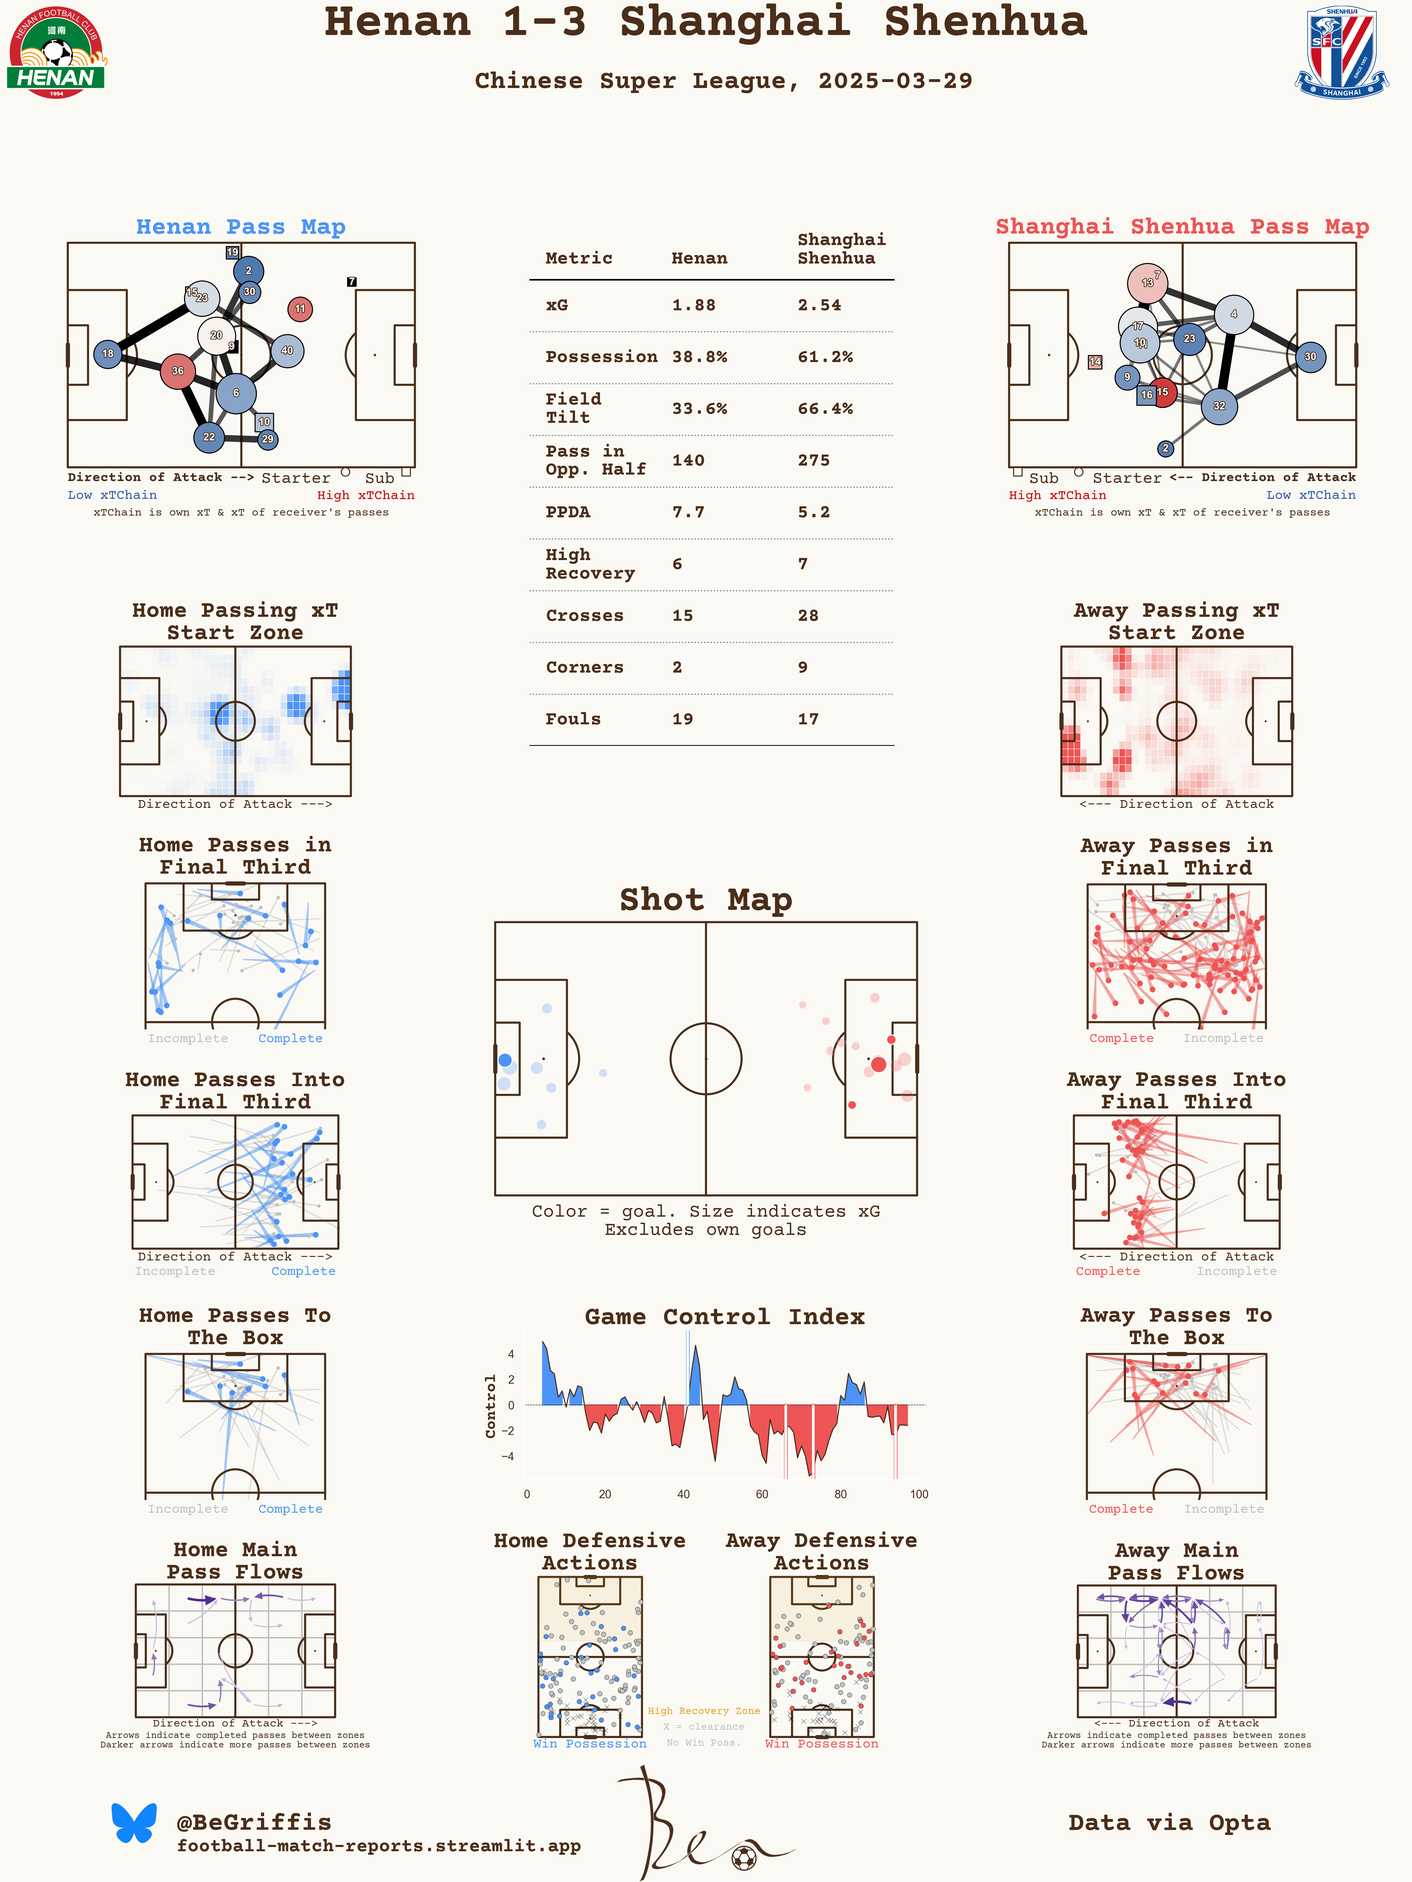 Henan 1-3 Shanghai Shenhua
Chinese Super League, 2025-03-29
HENAN FOOTBALL CLUB
河南
HENAN
1994
SHENHUA
SFC
SINCE 1993
SHANGHAI
Henan Pass Map
19
2
30
7
15
23
11
20
9
40
18
36
6
10
22
29
Direction of Attack --> Starter Sub
Low xTChain High xTChain
xTChain is own xT & xT of receiver's passes
Metric Henan Shanghai
Shenhua
xG 1.88 2.54
Possession 38.8% 61.2%
Field
Tilt 33.6% 66.4%
Pass in
Opp. Half 140 275
PPDA 7.7 5.2
High
Recovery 6 7
Crosses 15 28
Corners 2 9
Fouls 19 17
Shanghai Shenhua Pass Map
7
13
4
17
10
23
14
30
9
16
15
32
2
Sub Starter <-- Direction of Attack
High xTChain Low xTChain
xTChain is own xT & xT of receiver's passes
Home Passing xT
Start Zone
Direction of Attack --->
Away Passing xT
Start Zone
<--- Direction of Attack
Home Passes in
Final Third
Incomplete Complete
Away Passes in
Final Third
Complete Incomplete
Shot Map
Color = goal. Size indicates xG
Excludes own goals
Home Passes Into
Final Third
Direction of Attack --->
Incomplete Complete
Away Passes Into
Final Third
<--- Direction of Attack
Complete Incomplete
Home Passes To
The Box
Incomplete Complete
Game Control Index
Control
4
2
0
−2
−4
0 20 40 60 80 100
Away Passes To
The Box
Complete Incomplete
Home Main
Pass Flows
Direction of Attack --->
Arrows indicate completed passes between zones
Darker arrows indicate more passes between zones
Home Defensive
Actions
Win Possession
Away Defensive
Actions
Win Possession
High Recovery Zone
X = clearance
No Win Poss.
Away Main
Pass Flows
<--- Direction of Attack
Arrows indicate completed passes between zones
Darker arrows indicate more passes between zones
@BeGriffis
football-match-reports.streamlit.app
Ben
Data via Opta